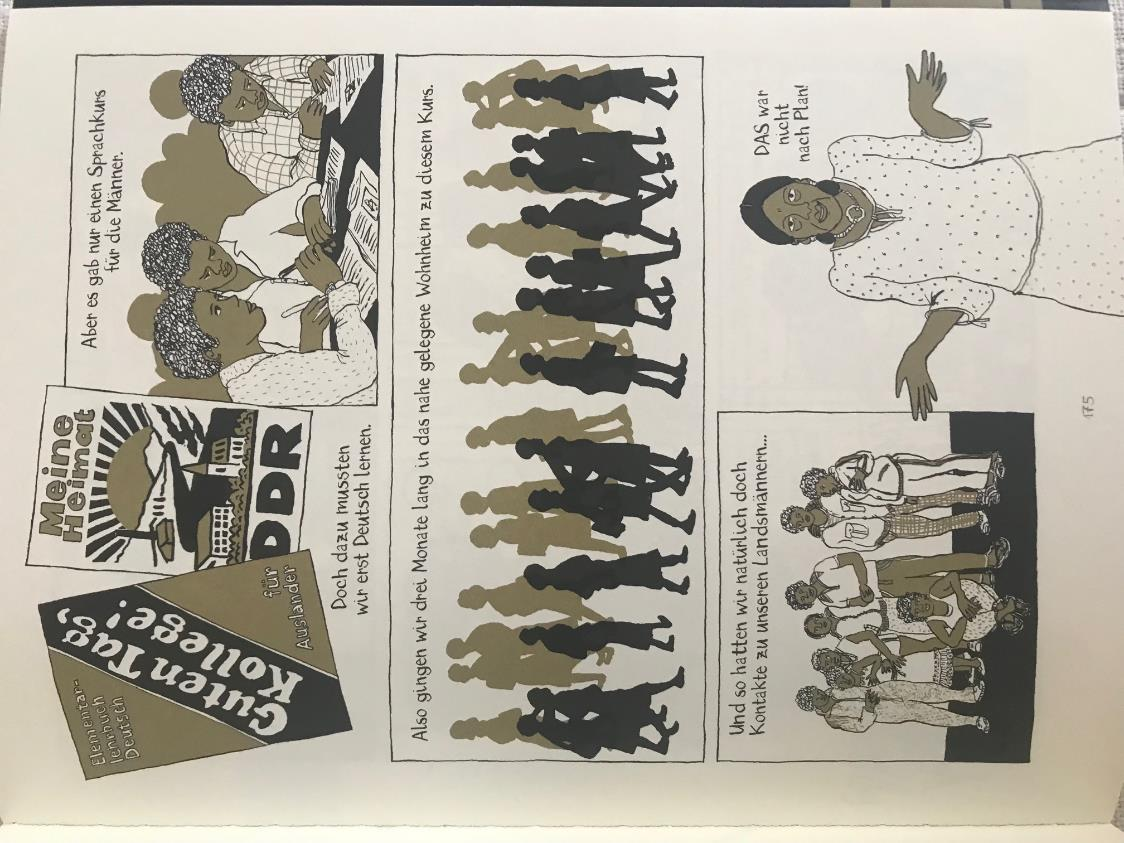 Elementar-
lehrbuch
Deutsch
Guten Tag,
Kollege!
für
Ausländer
Meine
Heimat
DDR
Doch dazu mussten
wir erst Deutsch lernen.
Aber es gab nur einen Sprachkurs
für die Männer.
Also gingen wir drei Monate lang in das nahe gelegene Wohnheim zu diesem Kurs.
Und so hatten wir natürlich doch
Kontakte zu unseren Landsmännern...
DAS war
nicht
nach Plan!
175